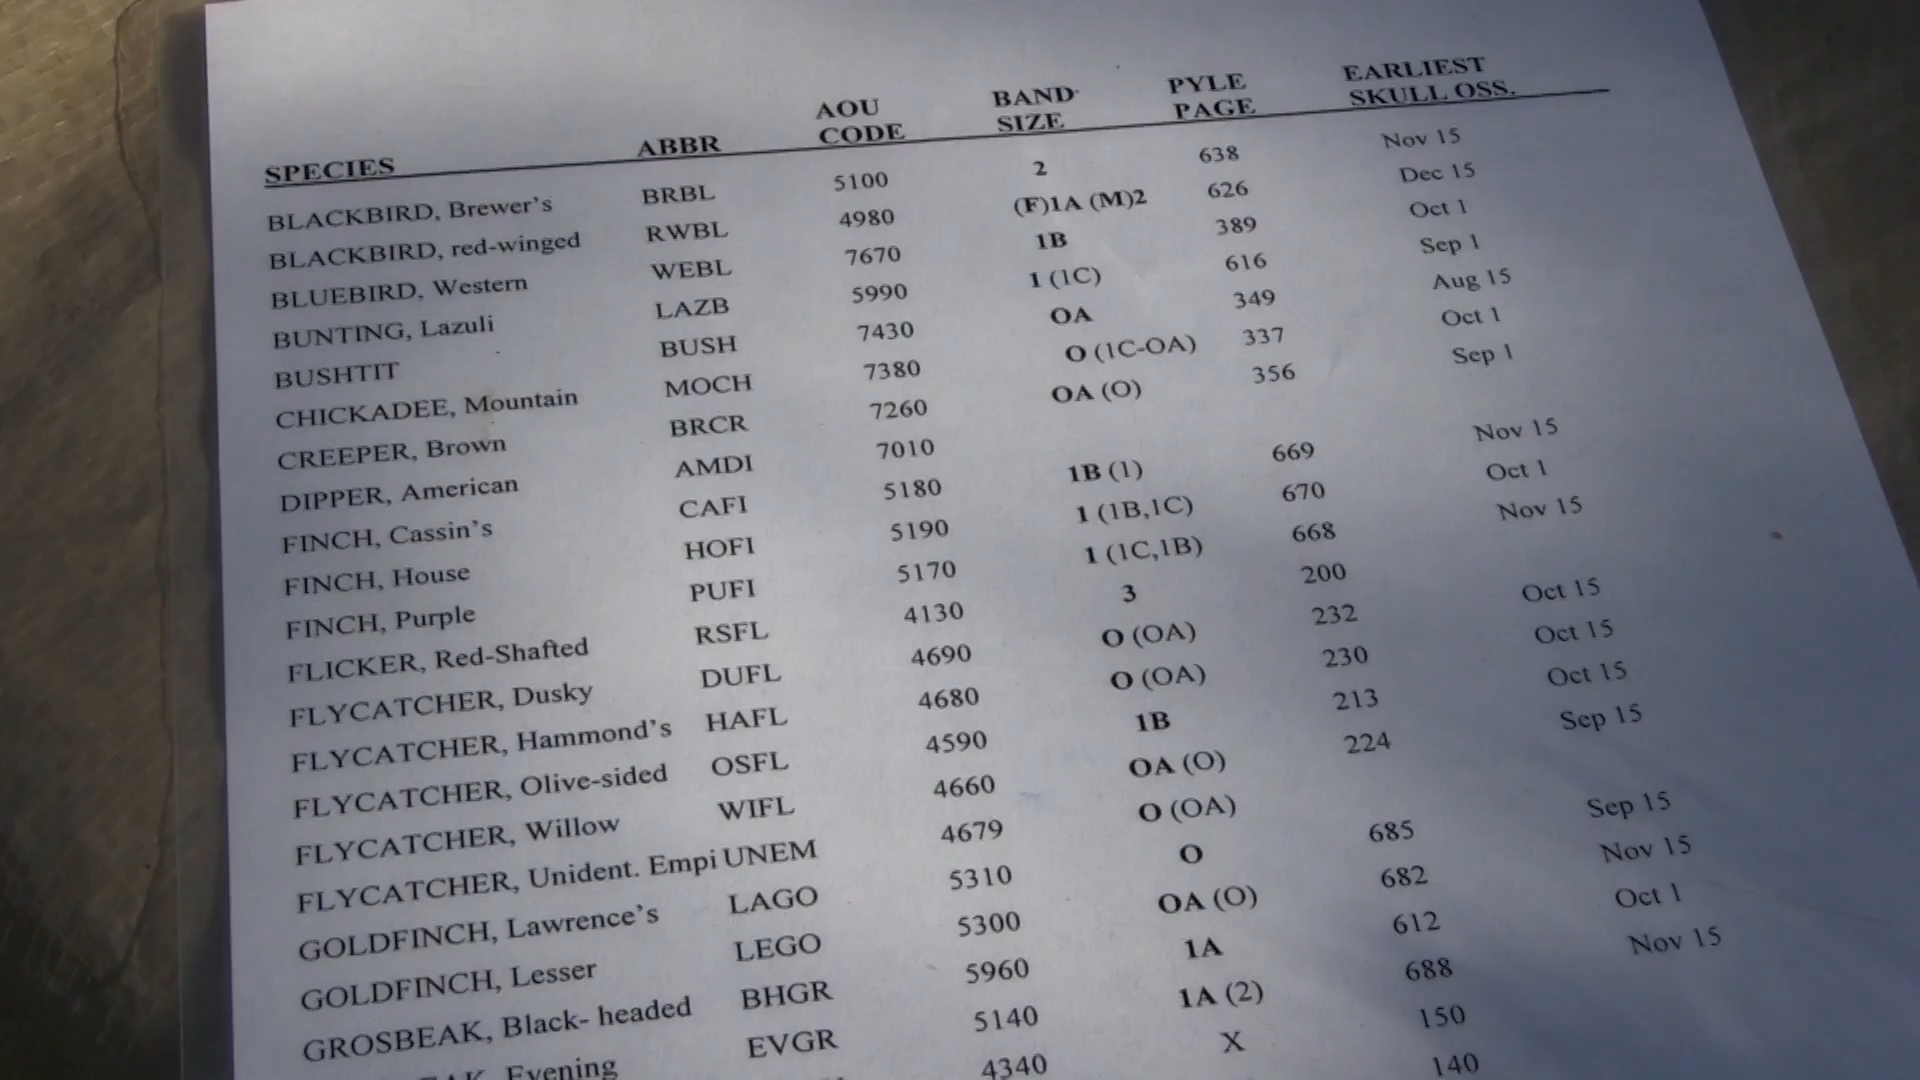 EARLIEST
AOU BAND PYLE SKULL OSS.
SPECIES ABBR CODE SIZE PAGE
BLACKBIRD, Brewer's BRBL 5100 2 638 Nov 15
BLACKBIRD, red-winged RWBL 4980 (F)1A (M)2 626 Dec 15
BLUEBIRD, Western WEBL 7670 1B 389 Oct 1
BUNTING, Lazuli LAZB 5990 1 (1C) 616 Sep 1
BUSHTIT BUSH 7430 OA 349 Aug 15
CHICKADEE, Mountain MOCH 7380 O (1C-OA) 337 Oct 1
CREEPER, Brown BRCR 7260 OA (O) 356 Sep 1
DIPPER, American AMDI 7010
FINCH, Cassin's CAFI 5180 1B (1) 669 Nov 15
FINCH, House HOFI 5190 1 (1B,1C) 670 Oct 1
FINCH, Purple PUFI 5170 1 (1C,1B) 668 Nov 15
FLICKER, Red-Shafted RSFL 4130 3 200
FLYCATCHER, Dusky DUFL 4690 O (OA) 232 Oct 15
FLYCATCHER, Hammond's HAFL 4680 O (OA) 230 Oct 15
FLYCATCHER, Olive-sided OSFL 4590 1B 213 Oct 15
FLYCATCHER, Willow WIFL 4660 OA (O) 224 Sep 15
FLYCATCHER, Unident. Empi UNEM 4679 O (OA)
GOLDFINCH, Lawrence's LAGO 5310 O 685 Sep 15
GOLDFINCH, Lesser LEGO 5300 OA (O) 682 Nov 15
GROSBEAK, Black- headed BHGR 5960 1A 612 Oct 1
Evening EVGR 5140 1A (2) 688 Nov 15
4340 X 150
140